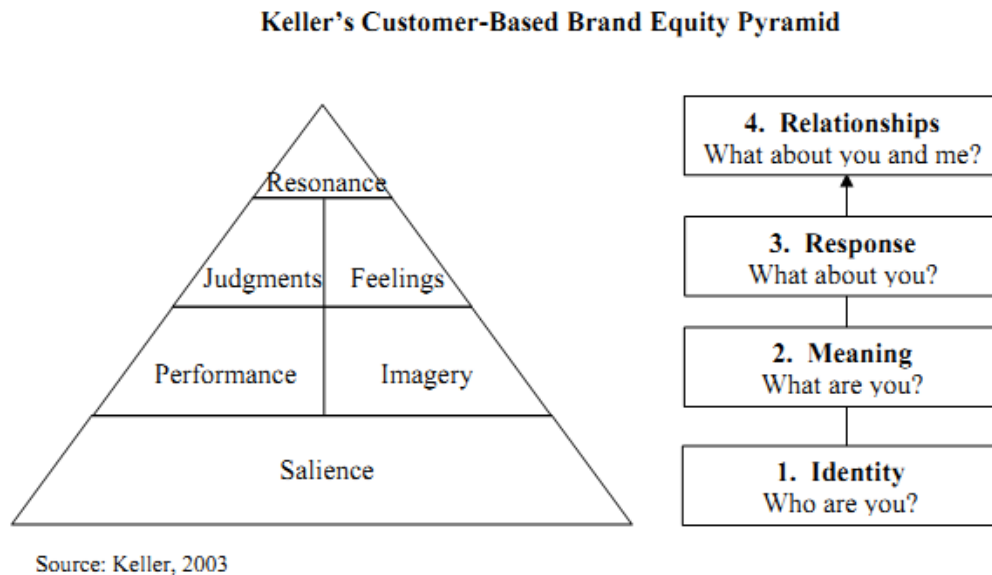 Keller's Customer-Based Brand Equity Pyramid
Resonance
Judgments
Feelings
Performance
Imagery
Salience
4. Relationships
What about you and me?
3. Response
What about you?
2. Meaning
What are you?
1. Identity
Who are you?
Source: Keller, 2003